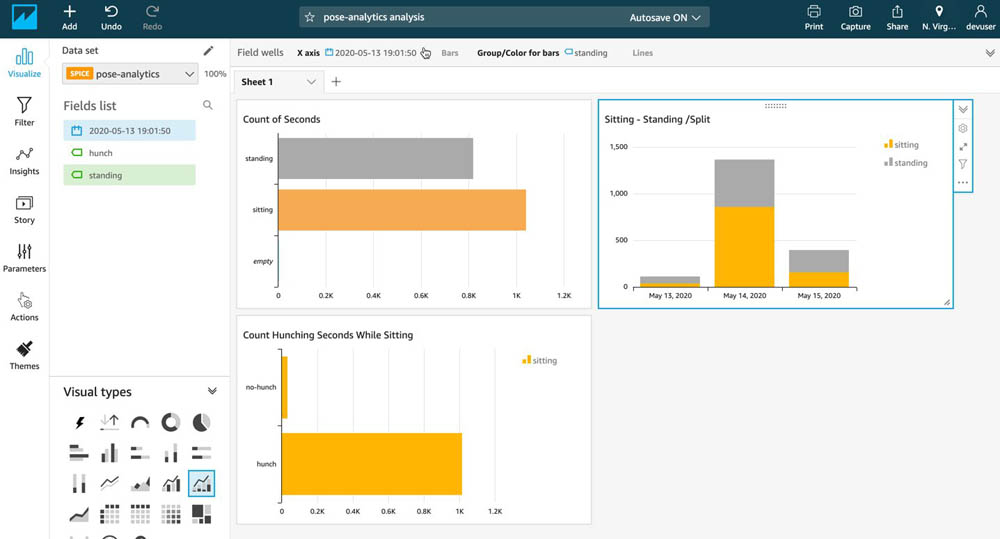 Add
Undo
Redo
pose-analytics analysis
Autosave ON
Print
Capture
Share
N. Virg...
devuser
Visualize
Filter
Insights
Story
Parameters
Actions
Themes
Data set
SPICE pose-analytics 100%
Fields list
2020-05-13 19:01:50
hunch
standing
Visual types
Field wells X axis 2020-05-13 19:01:50 Bars Group/Color for bars standing Lines
Sheet 1
Count of Seconds
standing
sitting
empty
0 0.2K 0.4K 0.6K 0.8K 1K 1.2K
Sitting - Standing /Split
1,500
1,000
500
0
May 13, 2020 May 14, 2020 May 15, 2020
sitting
standing
Count Hunching Seconds While Sitting
no-hunch
hunch
0 0.2K 0.4K 0.6K 0.8K 1K 1.2K
sitting